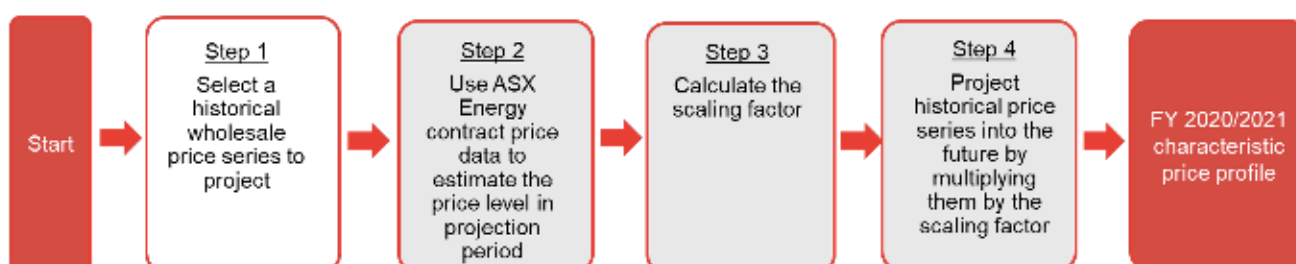 Start
Step 1
Select a
historical
wholesale
price series to
project
Step 2
Use ASX
Energy
contract price
data to
estimate the
price level in
projection
period
Step 3
Calculate the
scaling factor
Step 4
Project
historical price
series into the
future by
multiplying
them by the
scaling factor
FY 2020/2021
characteristic
price profile